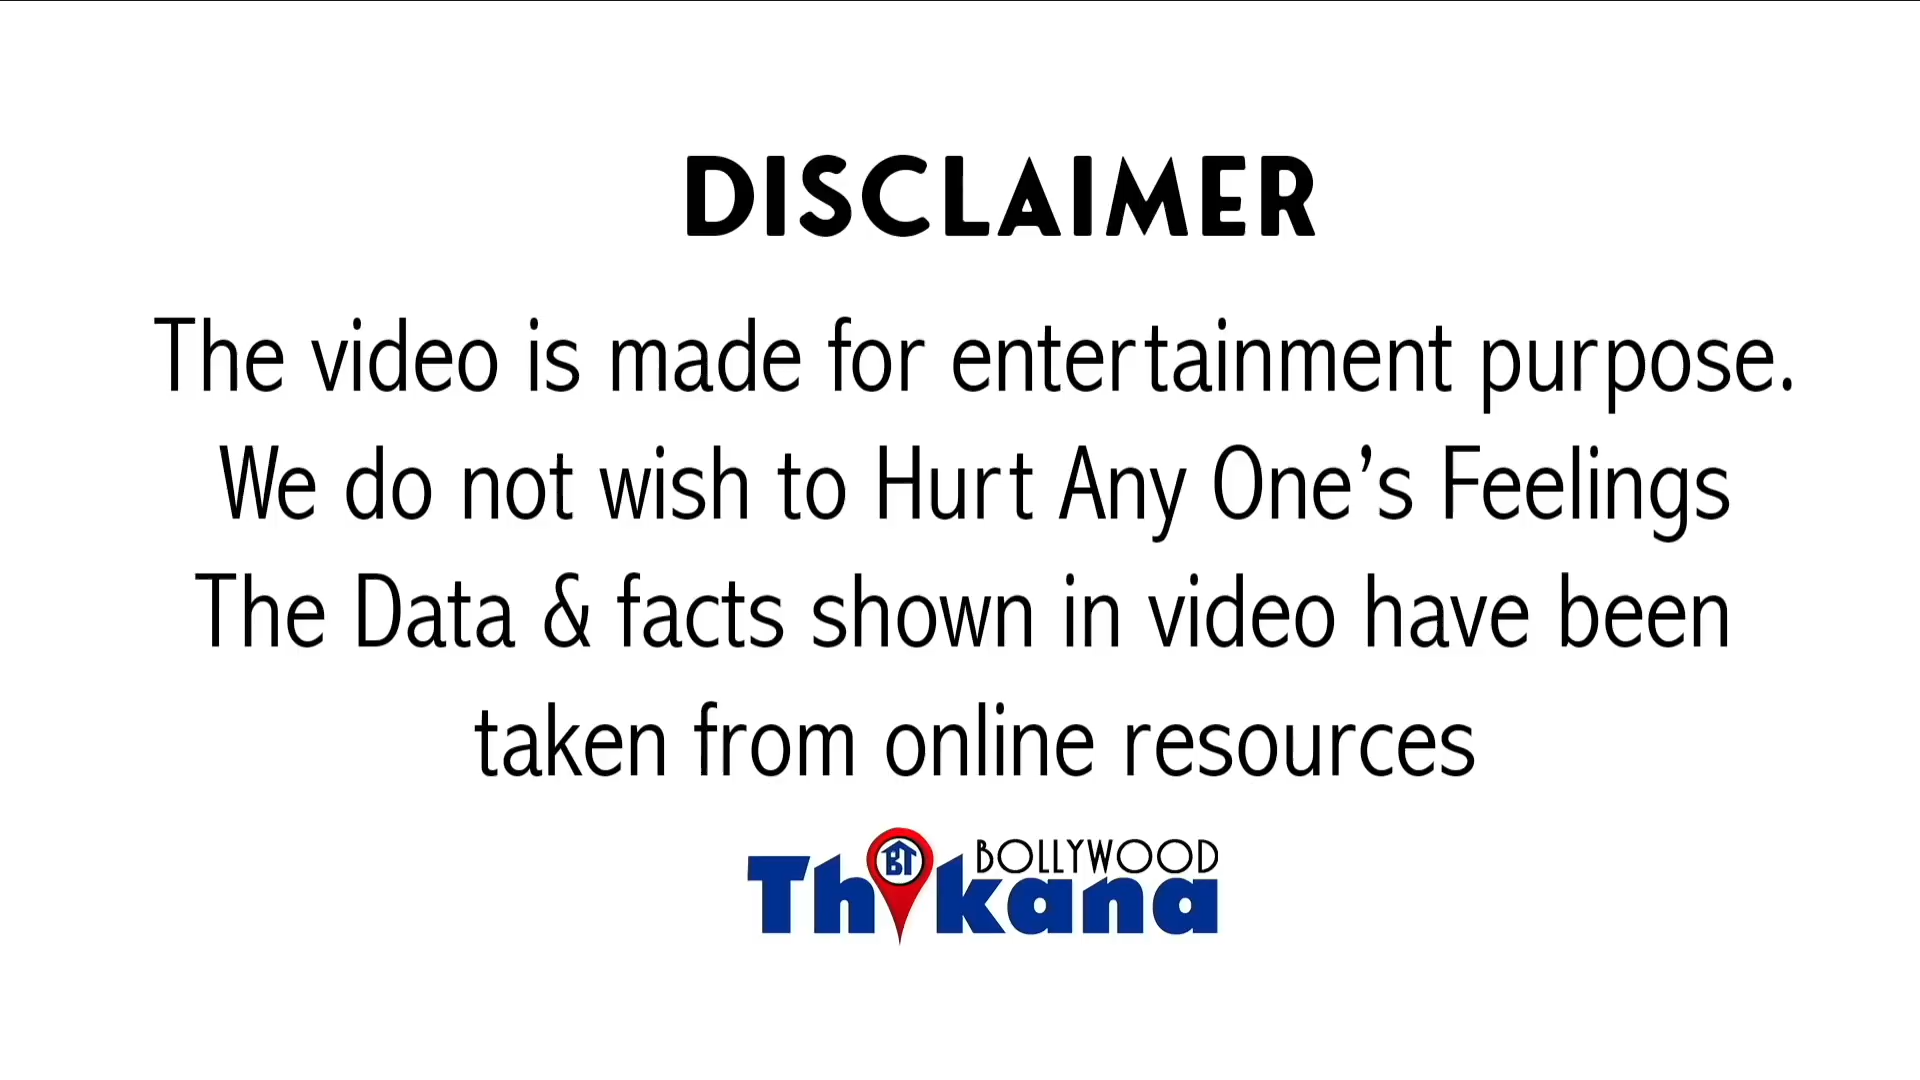 DISCLAIMER
The video is made for entertainment purpose.
We do not wish to Hurt Any One’s Feelings
The Data & facts shown in video have been
taken from online resources
BT
BOLLYWOOD
Thikana